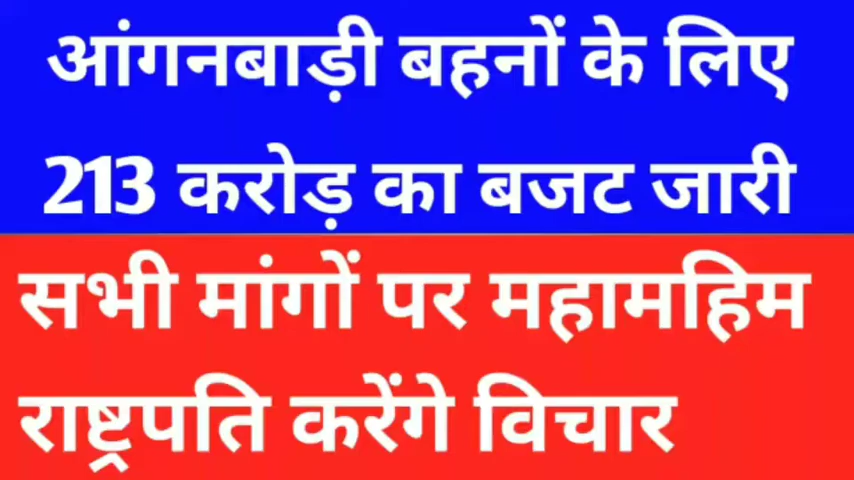 आंगनबाड़ी बहनों के लिए
213 करोड़ का बजट जारी
सभी मांगों पर महामहिम
राष्ट्रपति करेंगे विचार